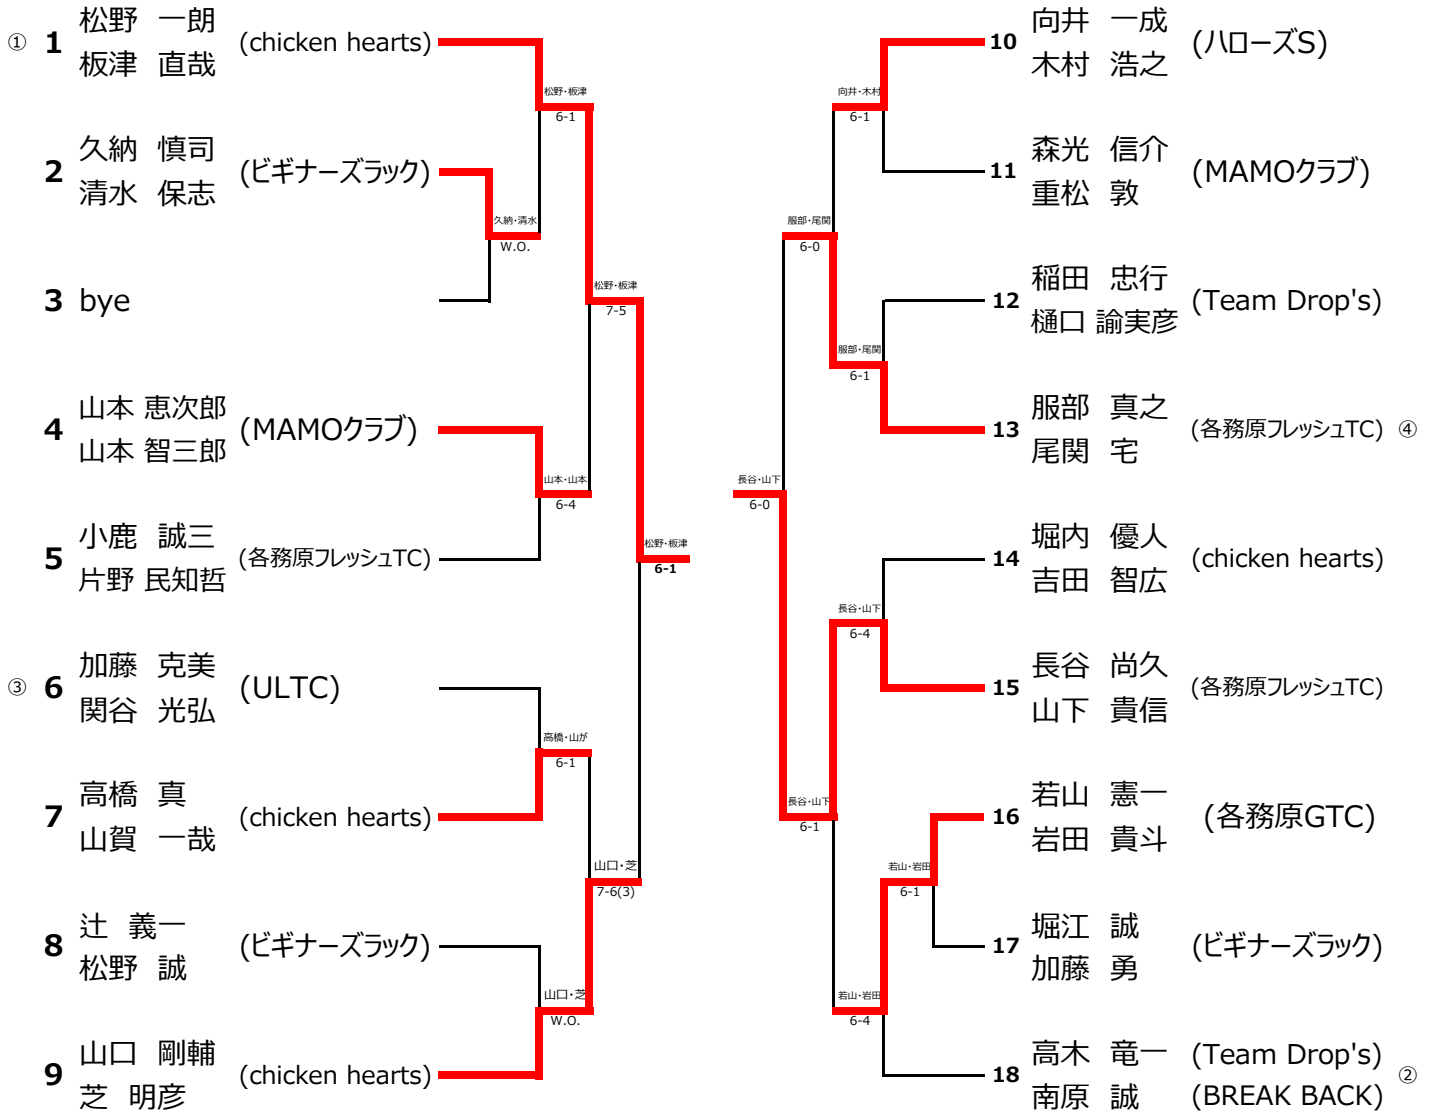 ① 1 松野 一朗 板津 直哉 (chicken hearts)
2 久納 慎司 清水 保志 (ビギナーズラック)
3 bye
4 山本 恵次郎 山本 智三郎 (MAMOクラブ)
5 小鹿 誠三 片野 民知哲 (各務原フレッシュTC)
③ 6 加藤 克美 関谷 光弘 (ULTC)
7 高橋 真 山賀 一哉 (chicken hearts)
8 辻 義一 松野 誠 (ビギナーズラック)
9 山口 剛輔 芝 明彦 (chicken hearts)
松野・板津
6-1
久納・清水
W.O.
松野・板津
7-5
山本・山本
6-4
松野・板津
6-1
高橋・山が
6-1
山口・芝
7-6(3)
山口・芝
W.O.
10 向井 一成 木村 浩之 (ハローズS)
11 森光 信介 重松 敦 (MAMOクラブ)
12 稲田 忠行 樋口 諭実彦 (Team Drop's)
13 服部 真之 尾関 宅 (各務原フレッシュTC) ④
14 堀内 優人 吉田 智広 (chicken hearts)
15 長谷 尚久 山下 貴信 (各務原フレッシュTC)
16 若山 憲一 岩田 貴斗 (各務原GTC)
17 堀江 誠 加藤 勇 (ビギナーズラック)
18 高木 竜一 (Team Drop's) 南原 誠 (BREAK BACK) ②
向井・木村
6-1
服部・尾関
6-0
服部・尾関
6-1
長谷・山下
6-0
長谷・山下
6-4
長谷・山下
6-1
若山・岩田
6-1
若山・岩田
6-4